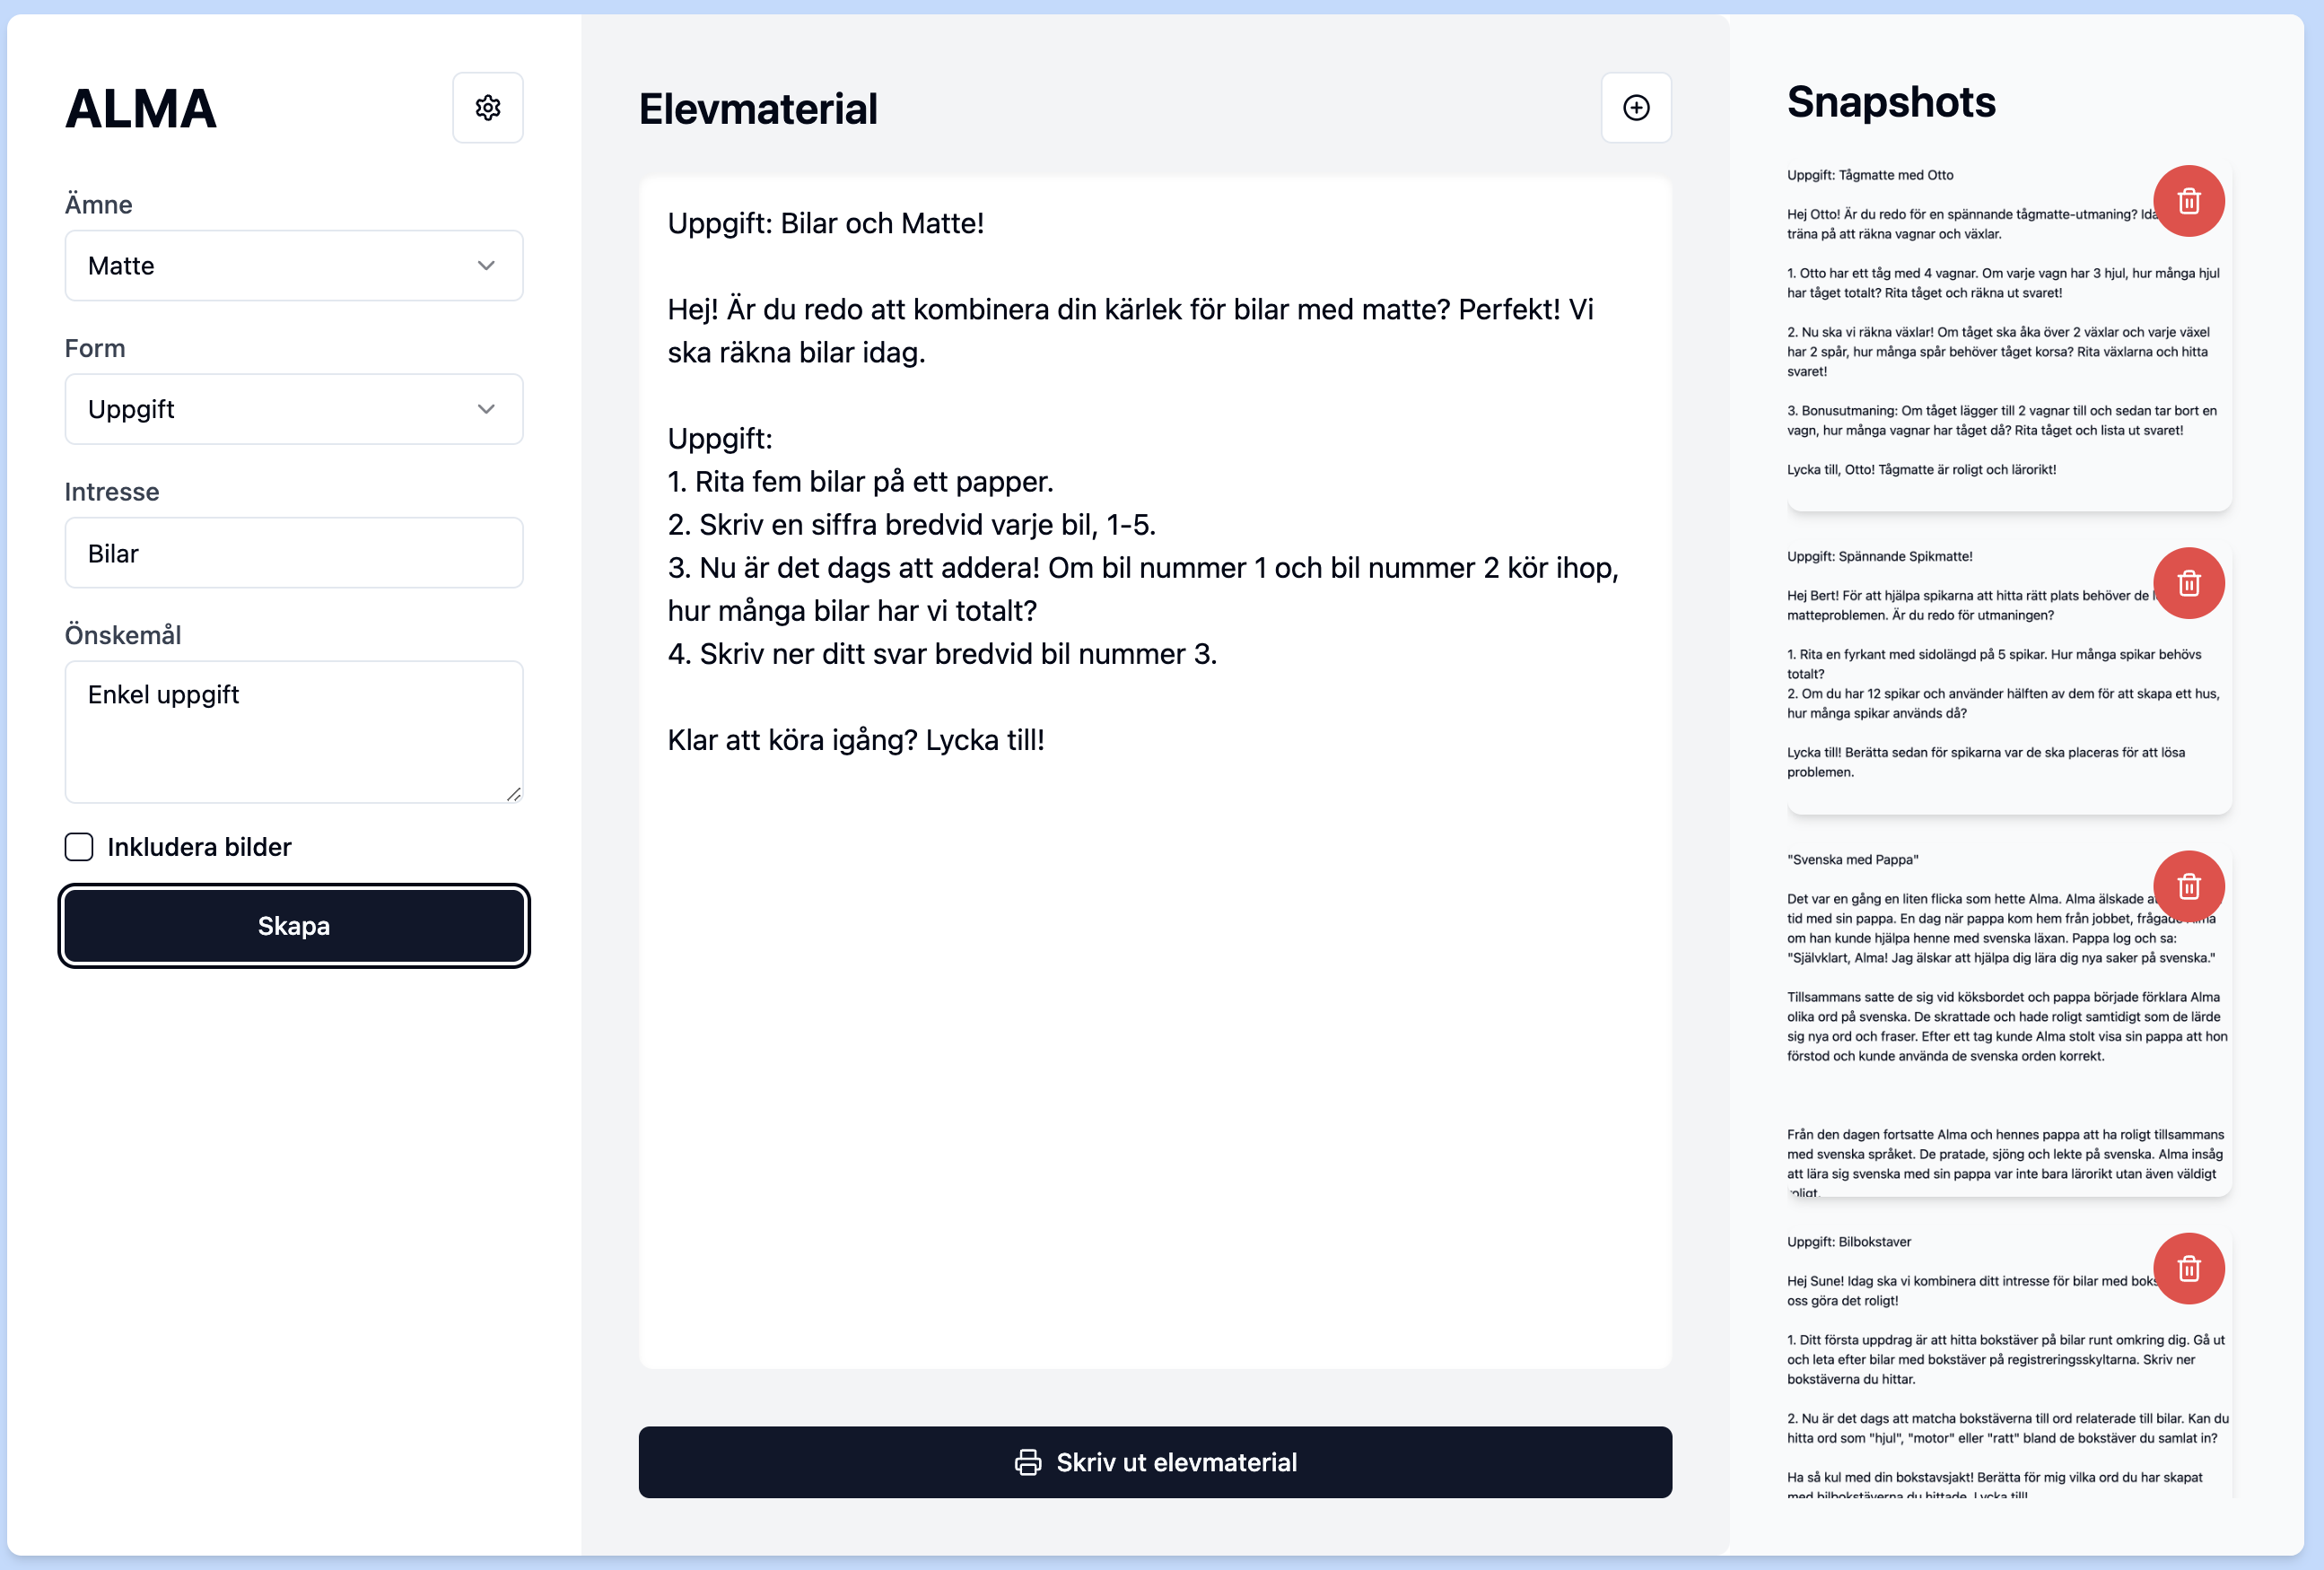 ALMA
Ämne
Matte
Form
Uppgift
Intresse
Bilar
Önskemål
Enkel uppgift
Inkludera bilder
Skapa
Elevmaterial
Uppgift: Bilar och Matte!
Hej! Är du redo att kombinera din kärlek för bilar med matte? Perfekt! Vi
ska räkna bilar idag.
Uppgift:
1. Rita fem bilar på ett papper.
2. Skriv en siffra bredvid varje bil, 1-5.
3. Nu är det dags att addera! Om bil nummer 1 och bil nummer 2 kör ihop,
hur många bilar har vi totalt?
4. Skriv ner ditt svar bredvid bil nummer 3.
Klar att köra igång? Lycka till!
Skriv ut elevmaterial
Snapshots
Uppgift: Tågmatte med Otto
Hej Otto! Är du redo för en spännande tågmatte-utmaning?
träna på att räkna vagnar och växlar.
1. Otto har ett tåg med 4 vagnar. Om varje vagn har 3 hjul, hur många hjul
har tåget totalt? Rita tåget och räkna ut svaret!
2. Nu ska vi räkna växlar! Om tåget ska åka över 2 växlar och varje växel
har 2 spår, hur många spår behöver tåget korsa? Rita växlarna och hitta
svaret!
3. Bonusutmaning: Om tåget lägger till 2 vagnar till och sedan tar bort en
vagn, hur många vagnar har tåget då? Rita tåget och lista ut svaret!
Lycka till, Otto! Tågmatte är roligt och lärorikt!
Uppgift: Spännande Spikmatte!
Hej Bert! För att hjälpa spikarna att hitta rätt plats behöver de
matteproblemen. Är du redo för utmaningen?
1. Rita en fyrkant med sidolängd på 5 spikar. Hur många spikar behövs
totalt?
2. Om du har 12 spikar och använder hälften av dem för att skapa ett hus,
hur många spikar används då?
Lycka till! Berätta sedan för spikarna var de ska placeras för att lösa
problemen.
"Svenska med Pappa"
Det var en gång en liten flicka som hette Alma. Alma älskade
tid med sin pappa. En dag när pappa kom hem från jobbet, frågade Alma
om han kunde hjälpa henne med svenska läxan. Pappa log och sa:
"Självklart, Alma! Jag älskar att hjälpa dig lära dig nya saker på svenska."
Tillsammans satte de sig vid köksbordet och pappa började förklara Alma
olika ord på svenska. De skrattade och hade roligt samtidigt som de lärde
sig nya ord och fraser. Efter ett tag kunde Alma stolt visa sin pappa att hon
förstod och kunde använda de svenska orden korrekt.
Från den dagen fortsatte Alma och hennes pappa att ha roligt tillsammans
med svenska språket. De pratade, sjöng och lekte på svenska. Alma insåg
att lära sig svenska med sin pappa var inte bara lärorikt utan även väldigt
roligt.
Uppgift: Bilbokstaver
Hej Sune! Idag ska vi kombinera ditt intresse för bilar med
oss göra det roligt!
1. Ditt första uppdrag är att hitta bokstäver på bilar runt omkring dig. Gå ut
och leta efter bilar med bokstäver på registreringsskyltarna. Skriv ner
bokstäverna du hittar.
2. Nu är det dags att matcha bokstäverna till ord relaterade till bilar. Kan du
hitta ord som "hjul", "motor" eller "ratt" bland de bokstäver du samlat in?
Ha så kul med din bokstavsjakt! Berätta för mig vilka ord du har skapat
med bilbokstäverna du hittade. Lycka till!